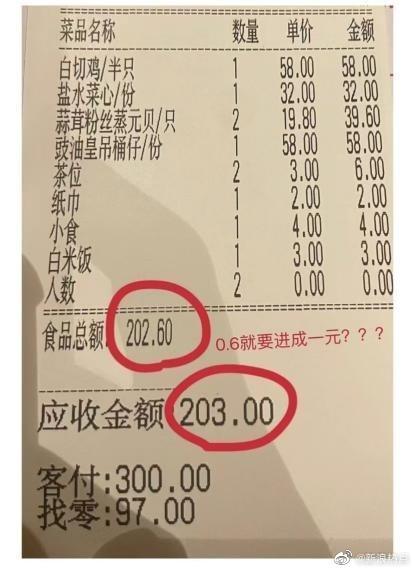 菜品名称 数量 单价 金额
白切鸡/半只 1 58.00 58.00
盐水菜心/份 1 32.00 32.00
蒜茸粉丝蒸元贝/只 2 19.80 39.60
豉油皇吊桶仔/份 1 58.00 58.00
茶位 2 3.00 6.00
纸巾 1 2.00 2.00
小食 1 4.00 4.00
白米饭 1 3.00 3.00
人数 2 0.00 0.00
食品总额: 202.60
0.6就要进成一元？？？
应收金额:203.00
客付:300.00
找零:97.00
@新浪热点